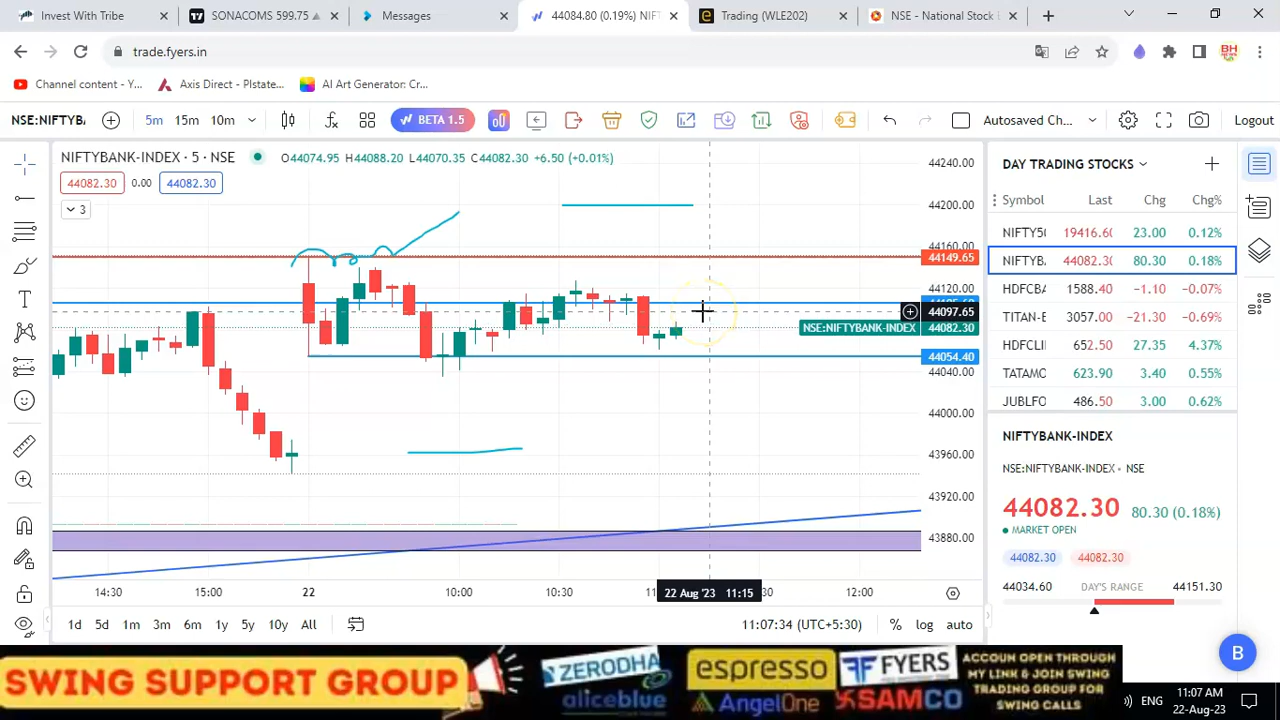 Invest With Tribe
SONACOMS 599.75
Messages
44084.80 (0.19%) NIFT
Trading (WLE202)
NSE - National Stock E
trade.fyers.in
Channel content - Y...
Axis Direct - Plstate...
AI Art Generator: Cr...
NSE:NIFTYB
5m 15m 10m
BETA 1.5
Autosaved Ch...
Logout
NIFTYBANK-INDEX · 5 · NSE
O44074.95 H44088.20 L44070.35 C44082.30 +6.50 (+0.01%)
44082.30 0.00 44082.30
3
44240.00
44200.00
44160.00
44149.65
44120.00
44097.65
NSE:NIFTYBANK-INDEX 44082.30
44054.40
44040.00
44000.00
43960.00
43920.00
43880.00
14:30 15:00 22 10:00 10:30 22 Aug '23 11:15 12:00
1d 5d 1m 3m 6m 1y 5y 10y All
11:07:34 (UTC+5:30) % log auto
DAY TRADING STOCKS
Symbol Last Chg Chg%
NIFTY50 19416.60 23.00 0.12%
NIFTYB 44082.30 80.30 0.18%
HDFCBA 1588.40 -1.10 -0.07%
TITAN-E 3057.00 -21.30 -0.69%
HDFCLI 652.50 27.35 4.37%
TATAMO 623.90 3.40 0.55%
JUBLFO 486.50 3.00 0.62%
NIFTYBANK-INDEX
NSE:NIFTYBANK-INDEX • NSE
44082.30 80.30 (0.18%)
MARKET OPEN
44082.30 44082.30
44034.60 DAY'S RANGE 44151.30
B
SWING SUPPORT GROUP
ZERODHA
aliceblue
espresso
AngelOne
FYERS
SAMCO
ACCOUN OPEN THROUGH
MY LINK & JOIN SWING
TRADING GROUP FOR
SWING CALLS
ENG
11:07 AM
22-Aug-23